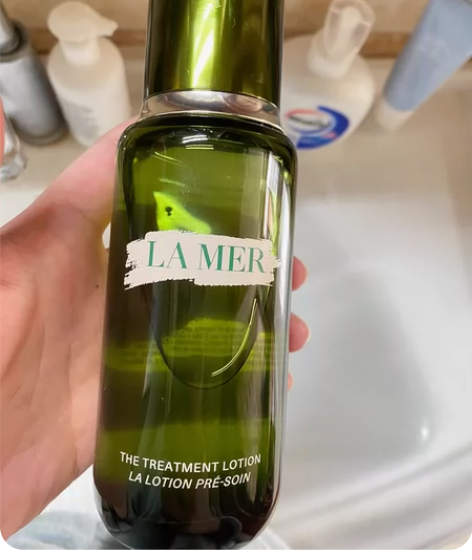 LA MER
THE TREATMENT LOTION
LA LOTION PRÉ-SOIN